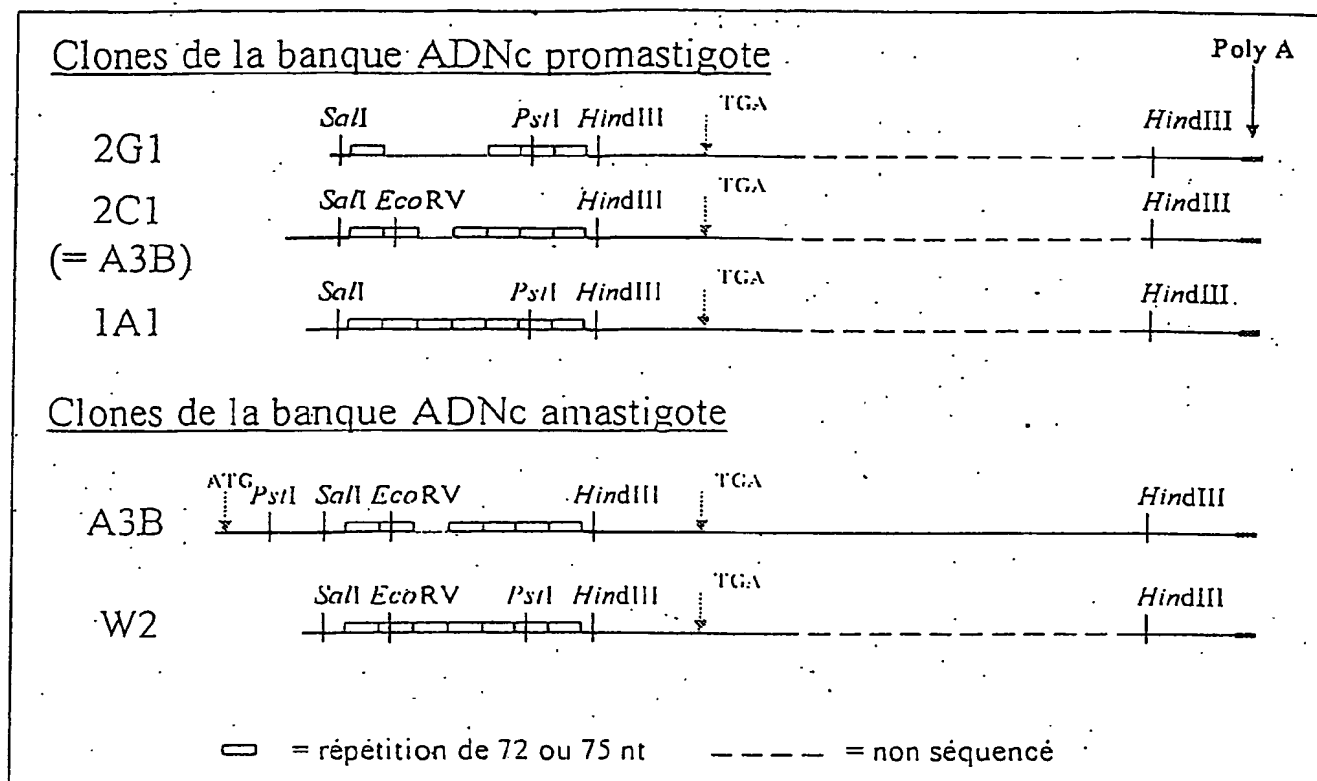 Clones de la banque ADNc promastigote
Poly A
TGA
SalI PstI HindIII HindIII
2G1
TGA
SalI EcoRV HindIII HindIII
2C1
(= A3B)
TGA
SalI PstI HindIII HindIII
1A1
Clones de la banque ADNc amastigote
ATG PstI SalI EcoRV HindIII TGA HindIII
A3B
TGA
SalI EcoRV PstI HindIII HindIII
W2
= répétition de 72 ou 75 nt = non séquencé